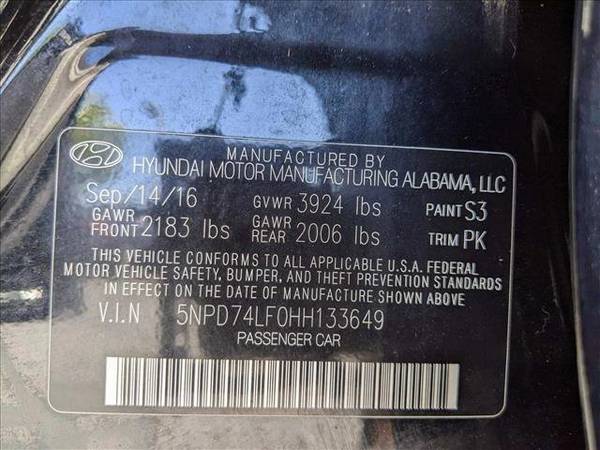 MANUFACTURED BY
HYUNDAI MOTOR MANUFACTURING ALABAMA, LLC
Sep/14/16 GVWR 3924 lbs PAINT S3
GAWR FRONT 2183 lbs GAWR REAR 2006 lbs TRIM PK
THIS VEHICLE CONFORMS TO ALL APPLICABLE U.S.A. FEDERAL
MOTOR VEHICLE SAFETY, BUMPER, AND THEFT PREVENTION STANDARDS
IN EFFECT ON THE DATE OF MANUFACTURE SHOWN ABOVE
V.I.N 5NPD74LF0HH133649
PASSENGER CAR